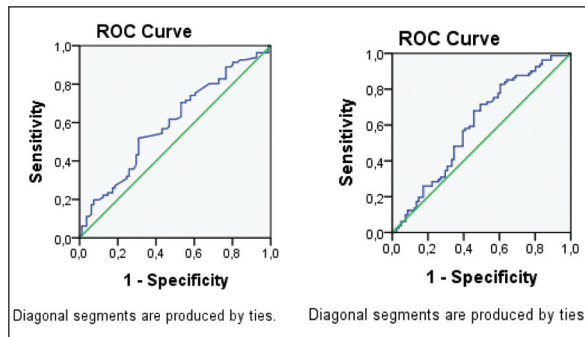 ROC Curve
1,0
0,8
0,6
0,4
0,2
0,0
Sensitivity
0,0 0,2 0,4 0,6 0,8 1,0
1 - Specificity
Diagonal segments are produced by ties.
ROC Curve
1,0
0,8
0,6
0,4
0,2
0,0
Sensitivity
0,0 0,2 0,4 0,6 0,8 1,0
1 - Specificity
Diagonal segments are produced by ties